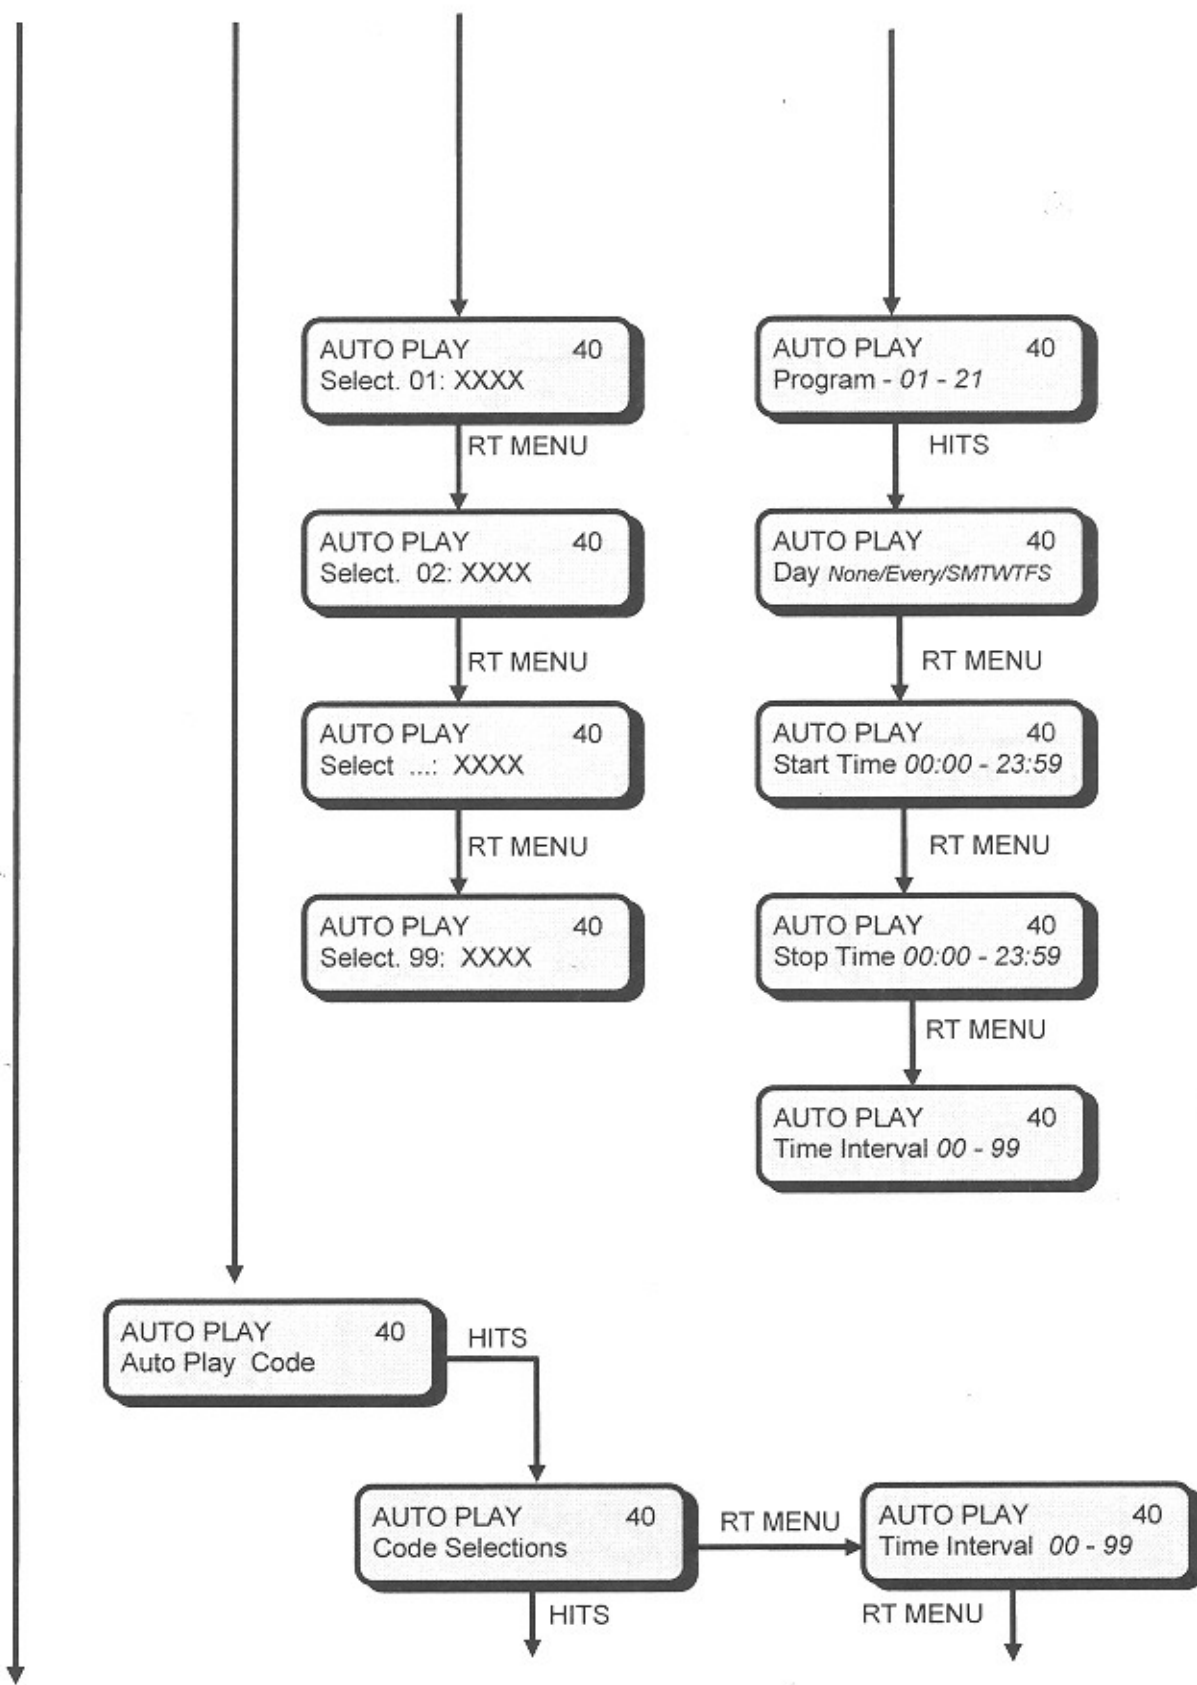 AUTO PLAY 40
Select. 01: XXXX
RT MENU
AUTO PLAY 40
Select. 02: XXXX
RT MENU
AUTO PLAY 40
Select ...: XXXX
RT MENU
AUTO PLAY 40
Select. 99: XXXX
AUTO PLAY 40
Program - 01 - 21
HITS
AUTO PLAY 40
Day None/Every/SMTWTFS
RT MENU
AUTO PLAY 40
Start Time 00:00 - 23:59
RT MENU
AUTO PLAY 40
Stop Time 00:00 - 23:59
RT MENU
AUTO PLAY 40
Time Interval 00 - 99
AUTO PLAY 40
Auto Play Code
HITS
AUTO PLAY 40
Code Selections
HITS
RT MENU
AUTO PLAY 40
Time Interval 00 - 99
RT MENU